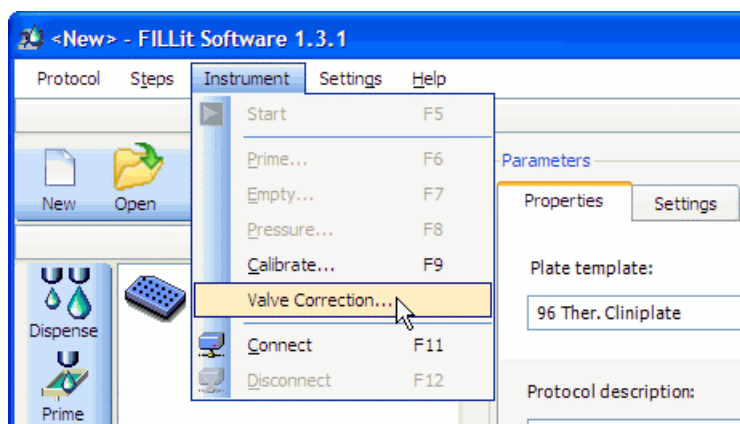 <New> - FILLit Software 1.3.1
Protocol Steps Instrument Settings Help
Start F5
Prime... F6
Empty... F7
Pressure... F8
Calibrate... F9
Valve Correction...
Connect F11
Disconnect F12
New Open
Dispense
Prime
Parameters
Properties Settings
Plate template:
96 Ther. Cliniplate
Protocol description: